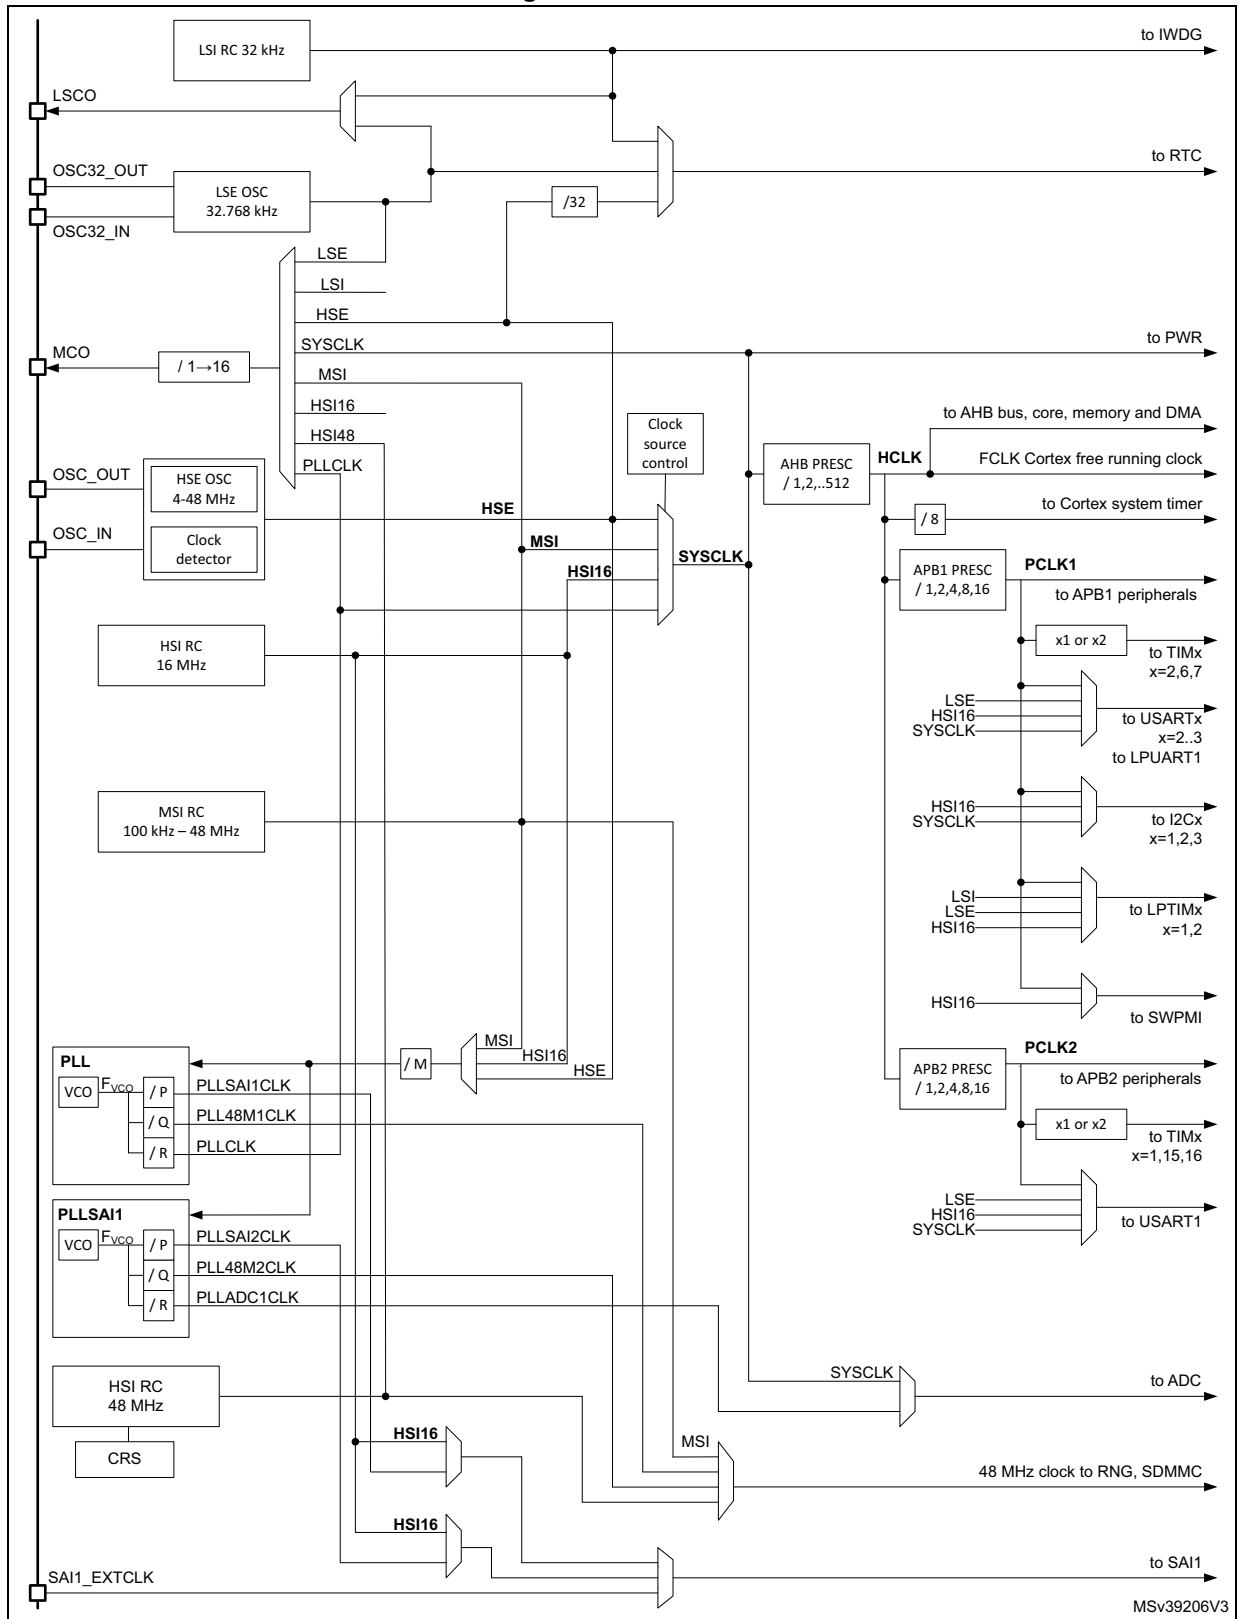 LSI RC 32 kHz
to IWDG
LSCO
OSC32_OUT
to RTC
LSE OSC
32.768 kHz
/32
OSC32_IN
LSE
LSI
HSE
SYSCLK
to PWR
MCO
/ 1→16
MSI
HSI16
HSI48
PLLCLK
Clock
source
control
to AHB bus, core, memory and DMA
AHB PRESC
/ 1,2,..512
HCLK
FCLK Cortex free running clock
OSC_OUT
HSE OSC
4-48 MHz
OSC_IN
Clock
detector
HSE
MSI
HSI16
SYSCLK
/ 8
to Cortex system timer
APB1 PRESC
/ 1,2,4,8,16
PCLK1
to APB1 peripherals
HSI RC
16 MHz
x1 or x2
to TIMx
x=2,6,7
LSE
HSI16
SYSCLK
to USARTx
x=2..3
to LPUART1
MSI RC
100 kHz – 48 MHz
HSI16
SYSCLK
to I2Cx
x=1,2,3
LSI
LSE
HSI16
to LPTIMx
x=1,2
HSI16
to SWPMI
MSI
HSI16
HSE
/ M
PLL
VCO
FVCO
/ P
PLLSAI1CLK
/ Q
PLL48M1CLK
/ R
PLLCLK
APB2 PRESC
/ 1,2,4,8,16
PCLK2
to APB2 peripherals
x1 or x2
to TIMx
x=1,15,16
LSE
HSI16
SYSCLK
to USART1
PLLSAI1
VCO
FVCO
/ P
PLLSAI2CLK
/ Q
PLL48M2CLK
/ R
PLLADC1CLK
HSI RC
48 MHz
CRS
SYSCLK
to ADC
HSI16
MSI
48 MHz clock to RNG, SDMMC
HSI16
SAI1_EXTCLK
to SAI1
MSv39206V3